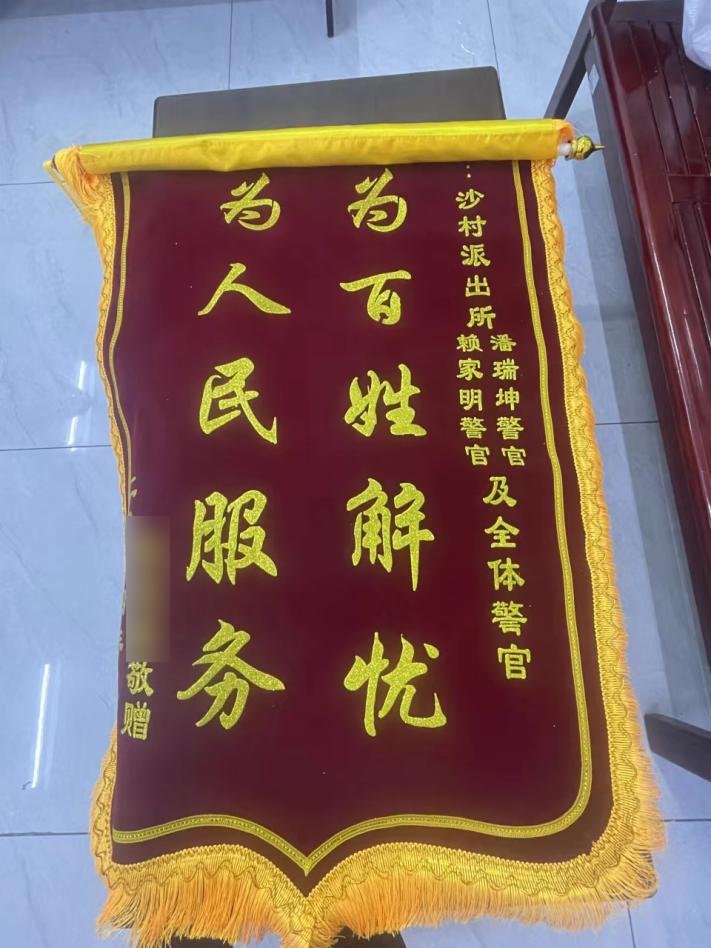 沙村派出所
潘瑞坤警官
赖家明警官
及全体警官
为百姓解忧
为人民服务
敬赠